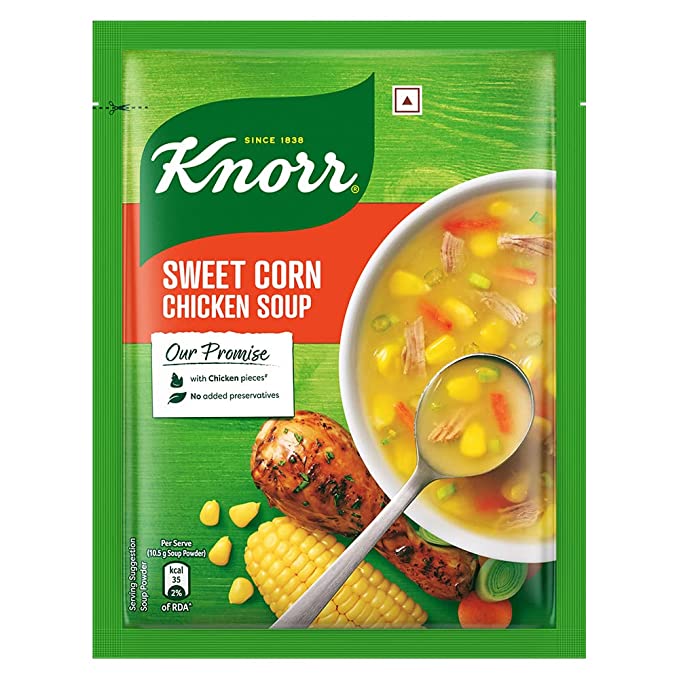 SINCE 1838
Knorr®
SWEET CORN
CHICKEN SOUP
Our Promise
with Chicken pieces#
No added preservatives
Per Serve
(10.5 g Soup Powder)
kcal
35
2%
of RDA*
Serving Suggestion
Soup Powder